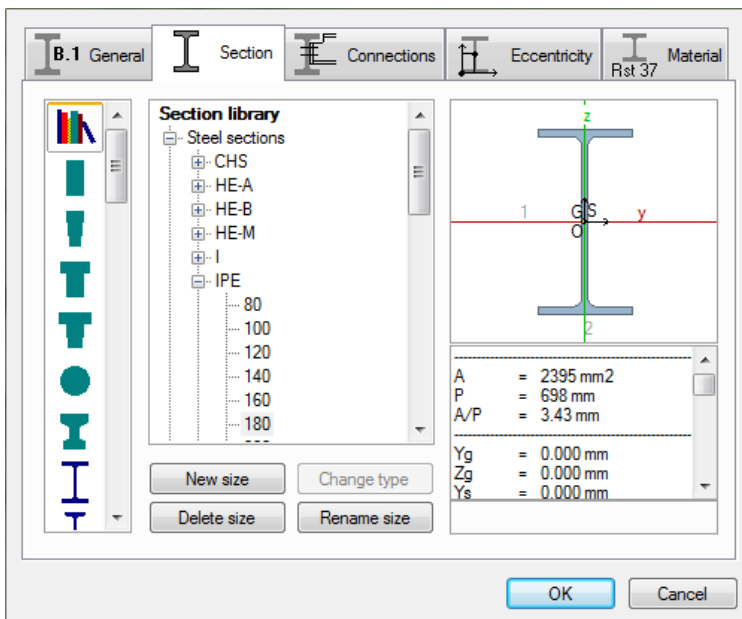 B.1 General
Section
Connections
Eccentricity
Rst 37 Material
Section library
Steel sections
CHS
HE-A
HE-B
HE-M
I
IPE
80
100
120
140
160
180
z
1
G S
y
O
2
A = 2395 mm2
P = 698 mm
A/P = 3.43 mm
Yg = 0.000 mm
Zg = 0.000 mm
Ys = 0.000 mm
New size
Change type
Delete size
Rename size
OK
Cancel